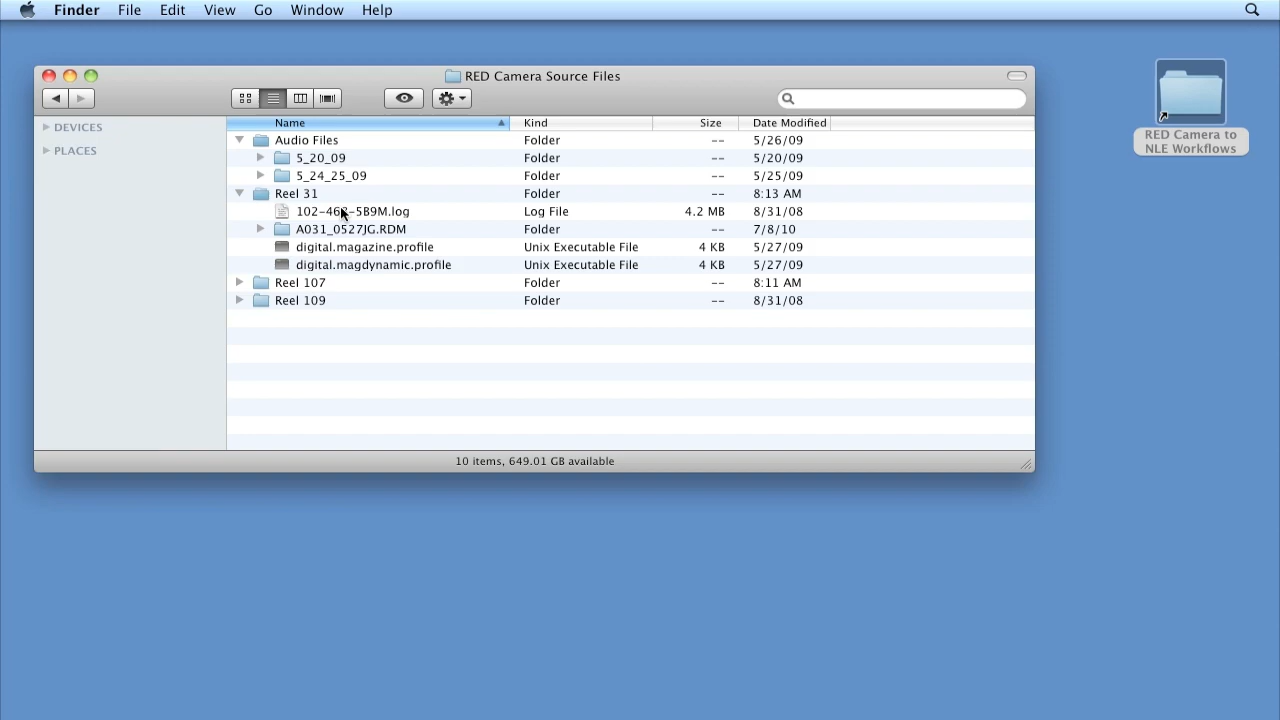 Finder File Edit View Go Window Help
RED Camera Source Files
Name Kind Size Date Modified
DEVICES
PLACES
Audio Files Folder -- 5/26/09
5_20_09 Folder -- 5/20/09
5_24_25_09 Folder -- 5/25/09
Reel 31 Folder -- 8:13 AM
Log File 4.2 MB 8/31/08
A031_0527JG.RDM Folder -- 7/8/10
digital.magazine.profile Unix Executable File 4 KB 5/27/09
digital.magdynamic.profile Unix Executable File 4 KB 5/27/09
Reel 107 Folder -- 8:11 AM
Reel 109 Folder -- 8/31/08
10 items, 649.01 GB available
RED Camera to
NLE Workflows